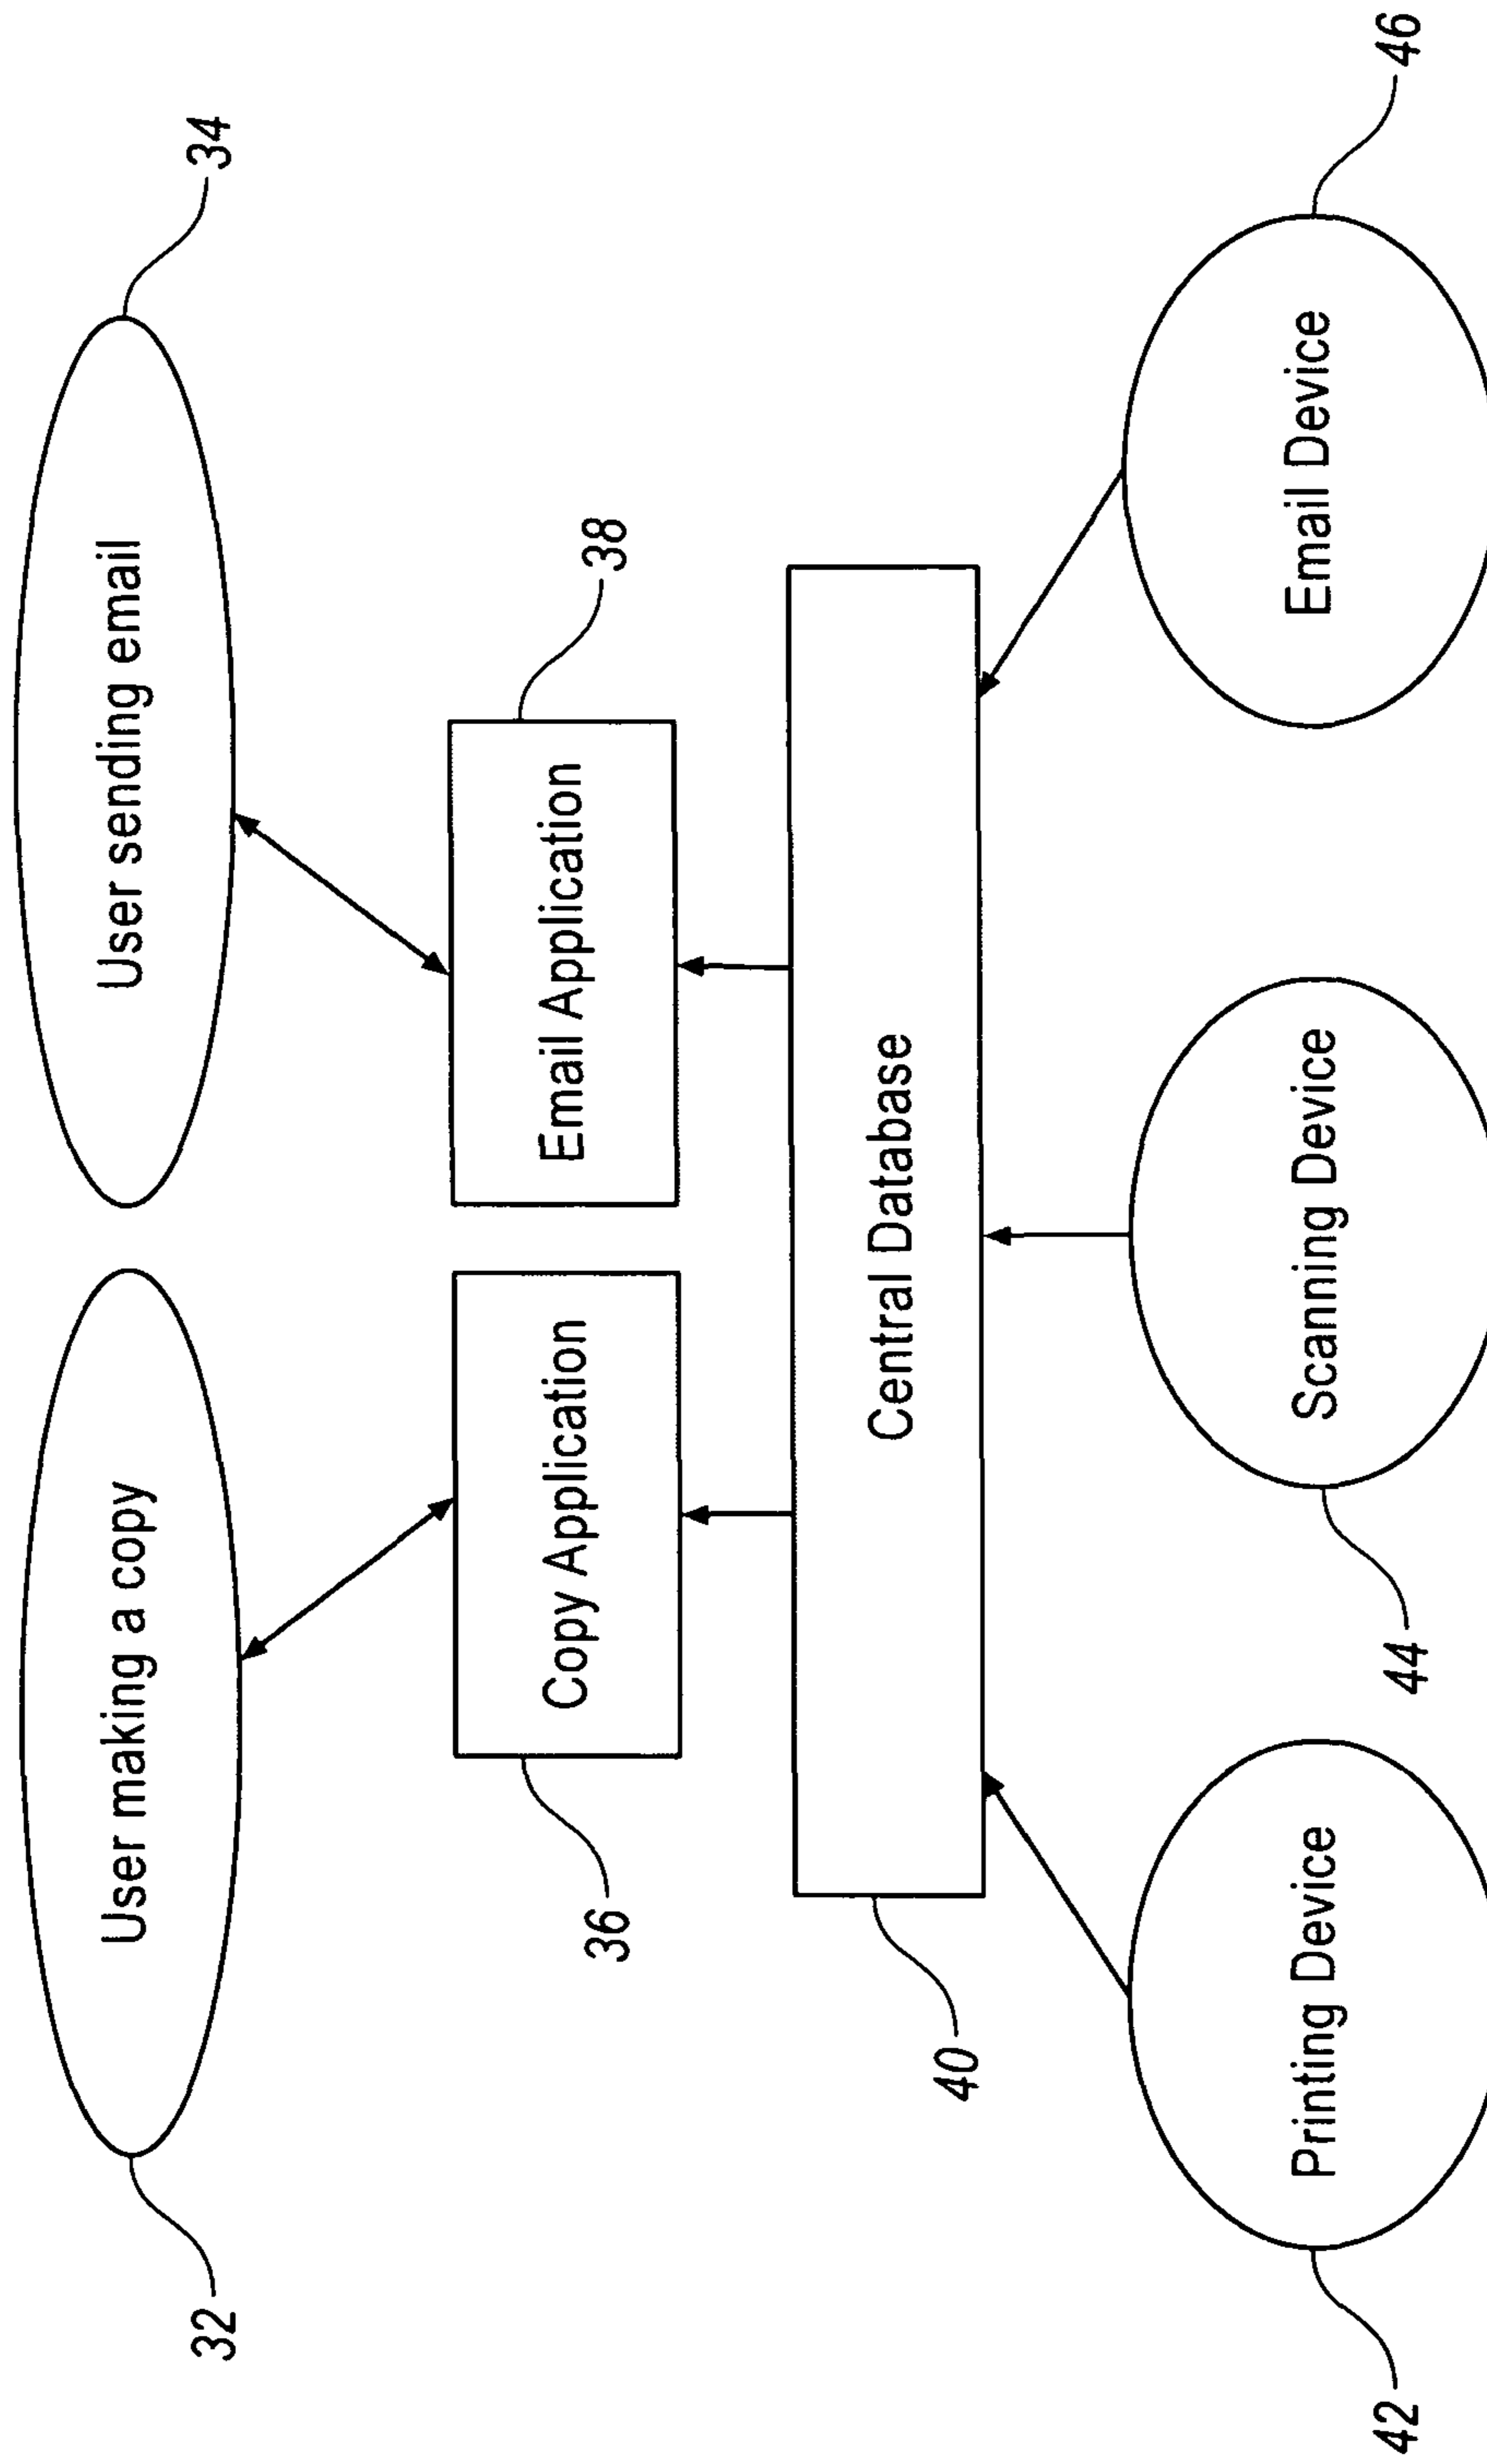 User making a copy
User sending email
32
34
Copy Application
Email Application
36
38
Central Database
40
Printing Device
Scanning Device
Email Device
42
44
46